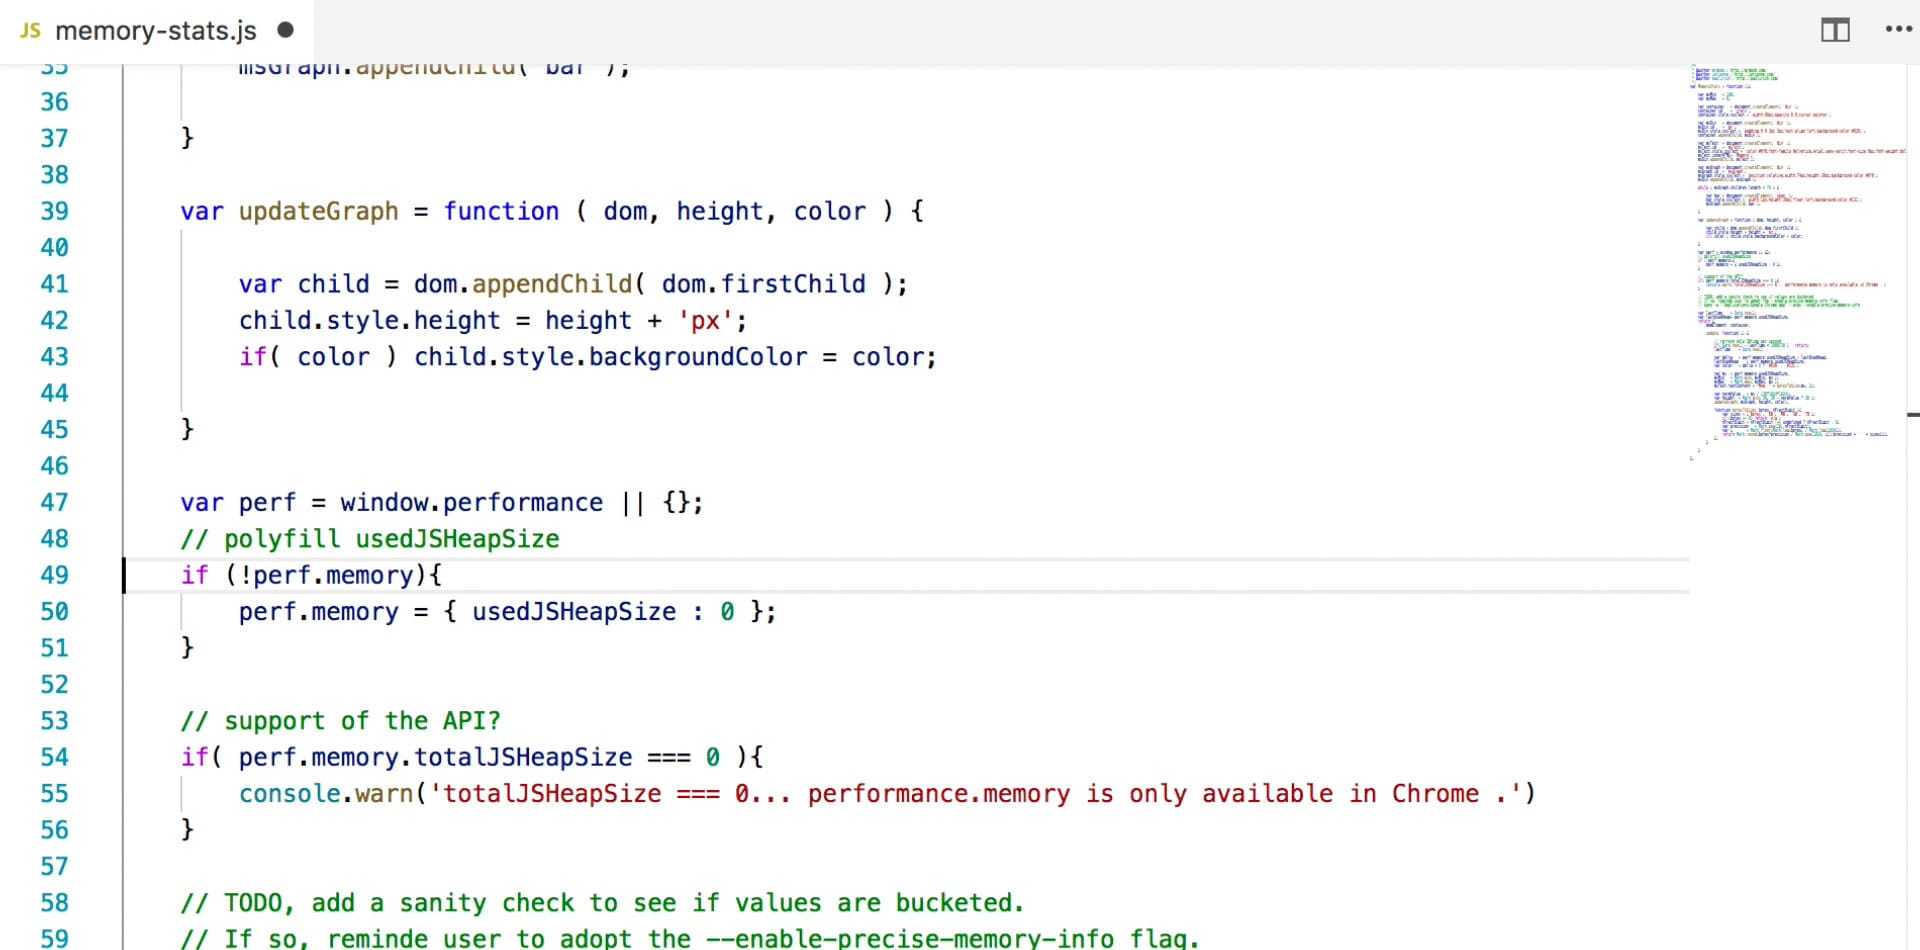 JS memory-stats.js
35 msGraph.appendChild( bar );
36
37 }
38
39 var updateGraph = function ( dom, height, color ) {
40
41 var child = dom.appendChild( dom.firstChild );
42 child.style.height = height + 'px';
43 if( color ) child.style.backgroundColor = color;
44
45 }
46
47 var perf = window.performance || {};
48 // polyfill usedJSHeapSize
49 if (!perf.memory){
50 perf.memory = { usedJSHeapSize : 0 };
51 }
52
53 // support of the API?
54 if( perf.memory.totalJSHeapSize === 0 ){
55 console.warn('totalJSHeapSize === 0... performance.memory is only available in Chrome .')
56 }
57
58 // TODO, add a sanity check to see if values are bucketed.
59 // If so, reminde user to adopt the --enable-precise-memory-info flag.